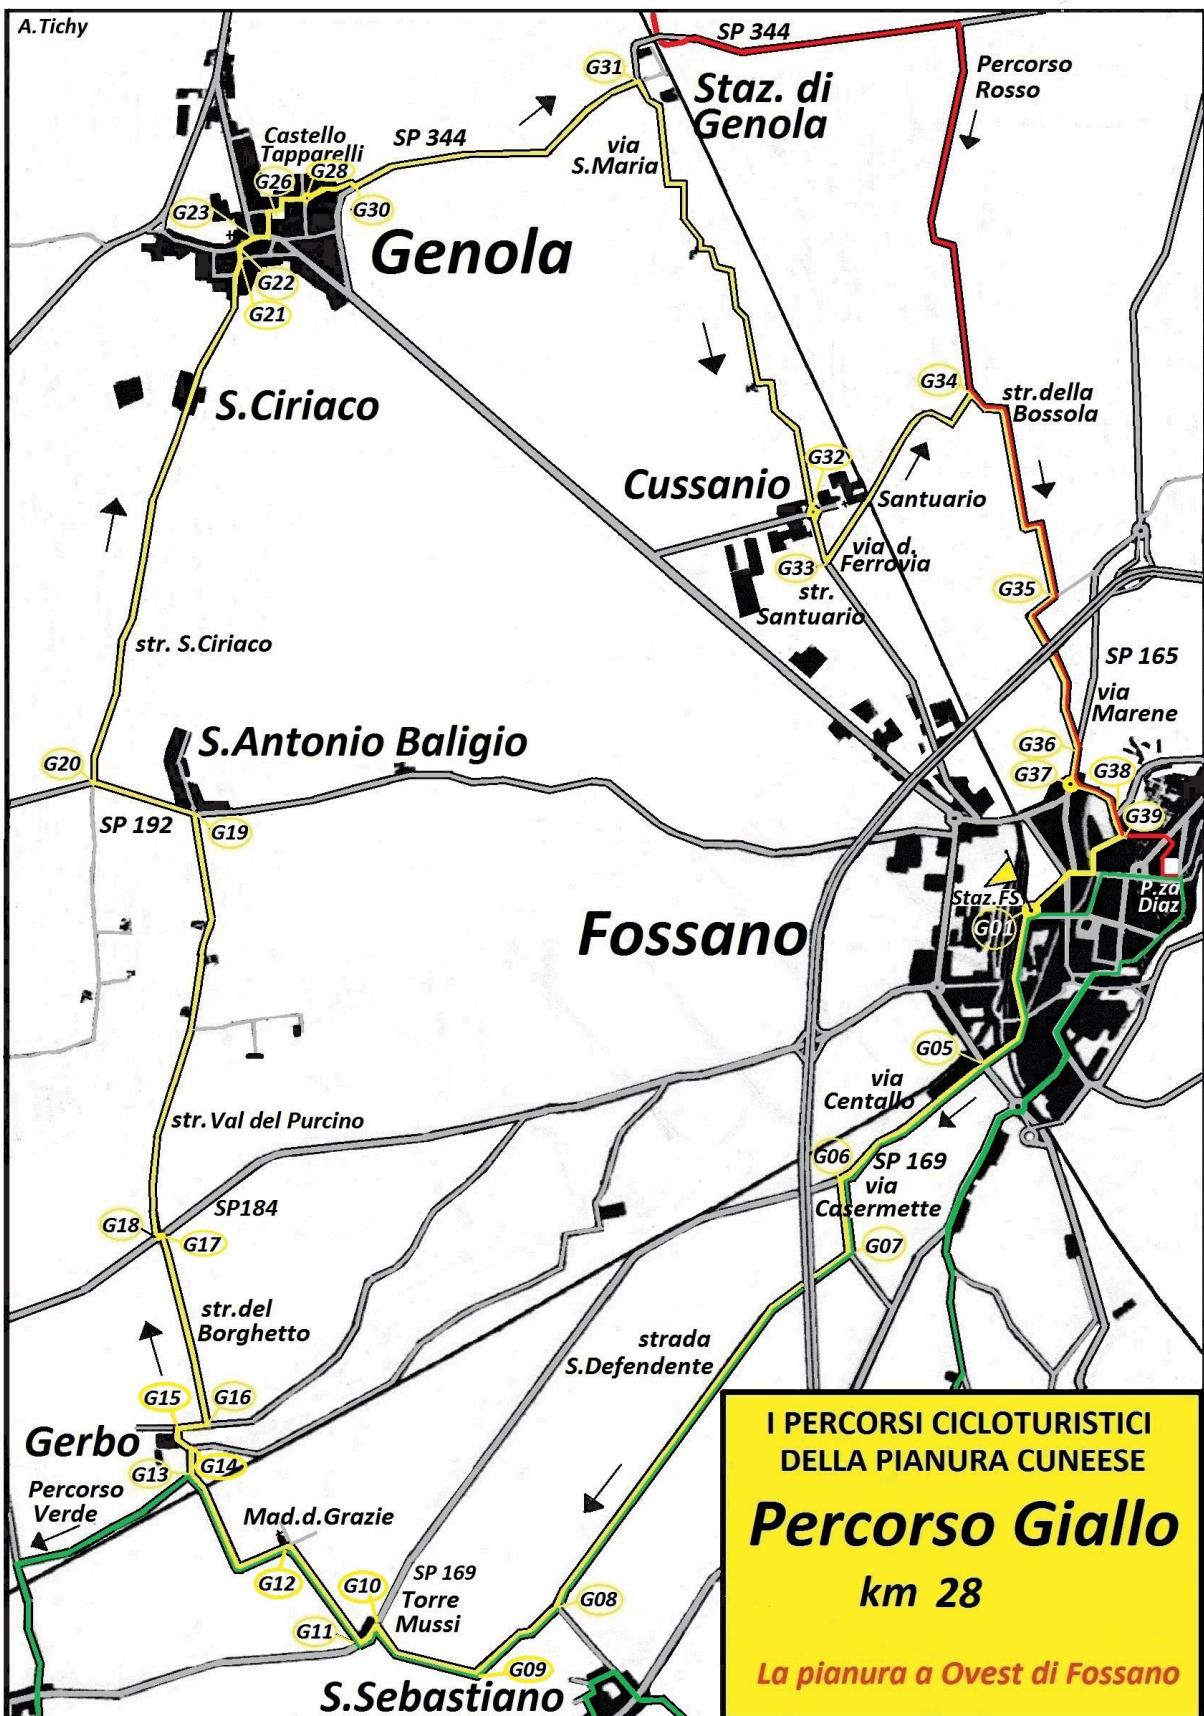 A.Tichy
SP 344
Percorso
Rosso
G31
Staz. di
Genola
Castello
Tapparelli
SP 344
via
S.Maria
G26
G28
G23
G30
Genola
G22
G21
G34
str.della
Bossola
S.Ciriaco
G32
Cussanio
Santuario
via d.
Ferrovia
G33
str.
Santuario
G35
str. S.Ciriaco
SP 165
via
Marene
S.Antonio Baligio
G36
G20
G37
G38
SP 192
G19
G39
Staz.FS
P.za
Diaz
Fossano
G01
G05
via
Centallo
str.Val del Purcino
G06
SP 169
via
Casermette
SP184
G18
G17
G07
str.del
Borghetto
strada
S.Defendente
G15
G16
Gerbo
G14
G13
Percorso
Verde
Mad.d.Grazie
G12
G10
SP 169
Torre
Mussi
G08
G11
G09
S.Sebastiano
I PERCORSI CICLOTURISTICI
DELLA PIANURA CUNEESE
Percorso Giallo
km 28
La pianura a Ovest di Fossano